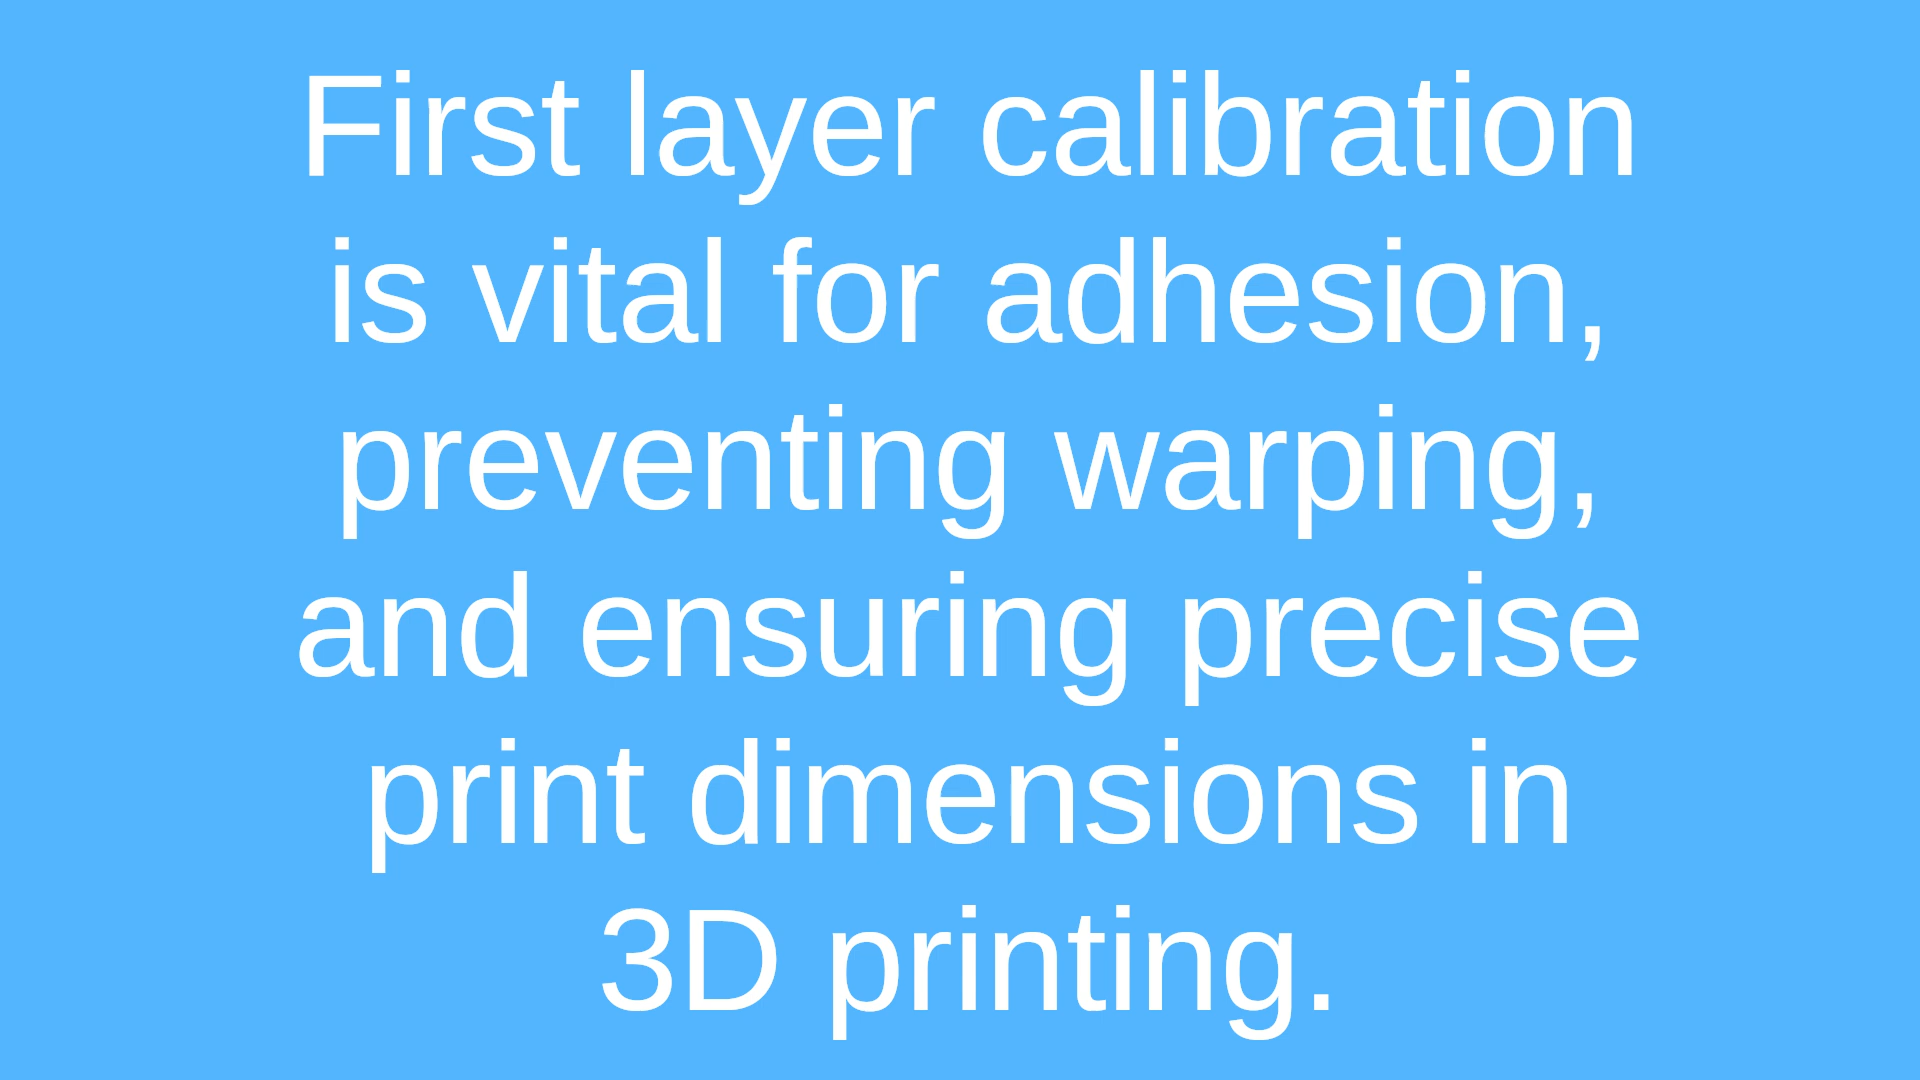 First layer calibration
is vital for adhesion,
preventing warping,
and ensuring precise
print dimensions in
3D printing.